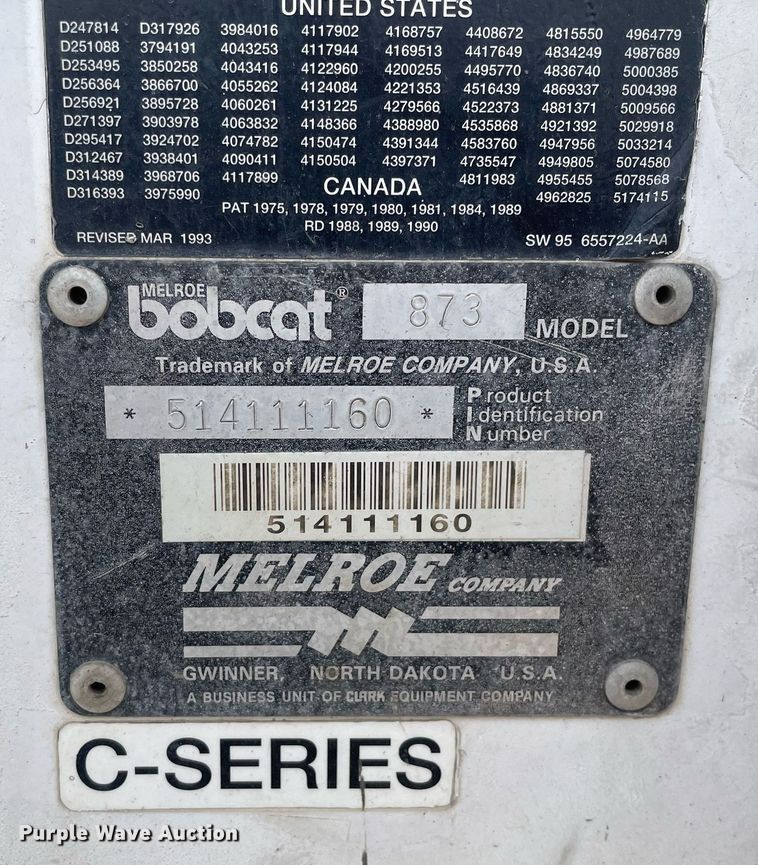 UNITED STATES
D247814 D317926 3984016 4117902 4168757 4408672 4815550 4964779
D251088 3794191 4043253 4117944 4169513 4417649 4834249 4987689
D253495 3850258 4043416 4122960 4200255 4495770 4836740 5000385
D256364 3866700 4055262 4124084 4221353 4516439 4869337 5004398
D256921 3895728 4060261 4131225 4279566 4522373 4881371 5009566
D271397 3903978 4063832 4148366 4388980 4535868 4921392 5029918
D295417 3924702 4074782 4150474 4391344 4583760 4947956 5033214
D312467 3938401 4090411 4150504 4397371 4735547 4949805 5074580
D314389 3968706 4117899 4811983 4955455 5078568
D316393 3975990 4962825 5174115
CANADA
PAT 1975, 1978, 1979, 1980, 1981, 1984, 1989
RD 1988, 1989, 1990
REVISED MAR 1993 SW 95 6557224-AA
MELROE
bobcat® 873 MODEL
Trademark of MELROE COMPANY, U.S.A.
* 514111160 * Product
Identification
Number
514111160
MELROE COMPANY
GWINNER, NORTH DAKOTA U.S.A.
A BUSINESS UNIT OF CLARK EQUIPMENT COMPANY
C-SERIES
Purple Wave Auction